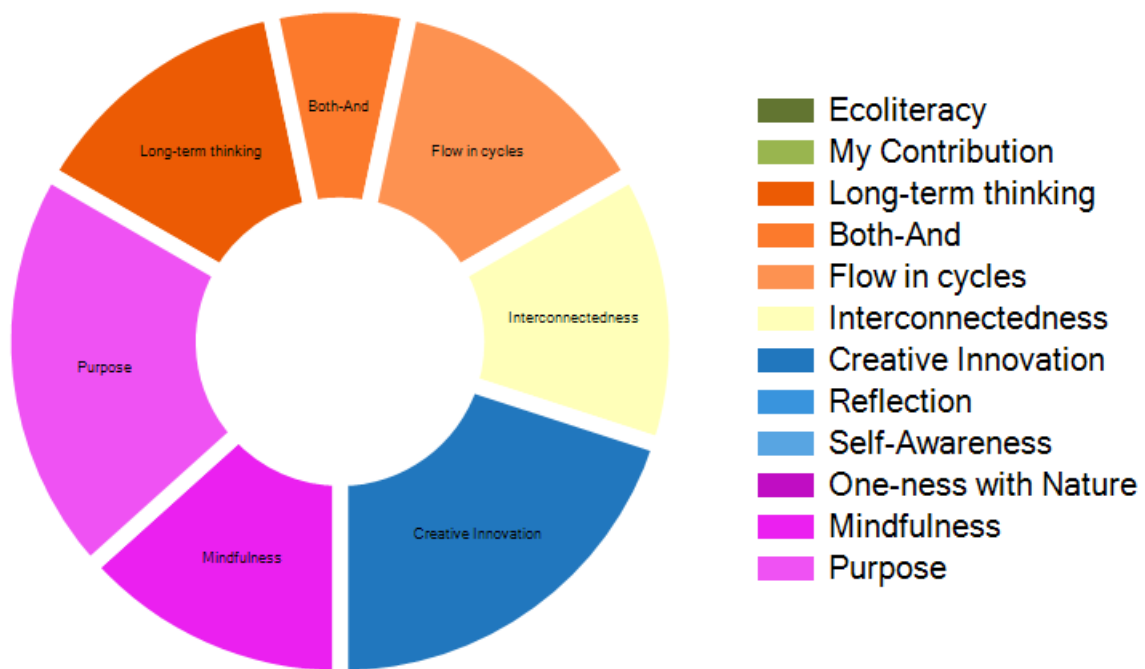 Both-And
Long-term thinking
Flow in cycles
Interconnectedness
Purpose
Creative Innovation
Mindfulness
Ecoliteracy
My Contribution
Long-term thinking
Both-And
Flow in cycles
Interconnectedness
Creative Innovation
Reflection
Self-Awareness
One-ness with Nature
Mindfulness
Purpose